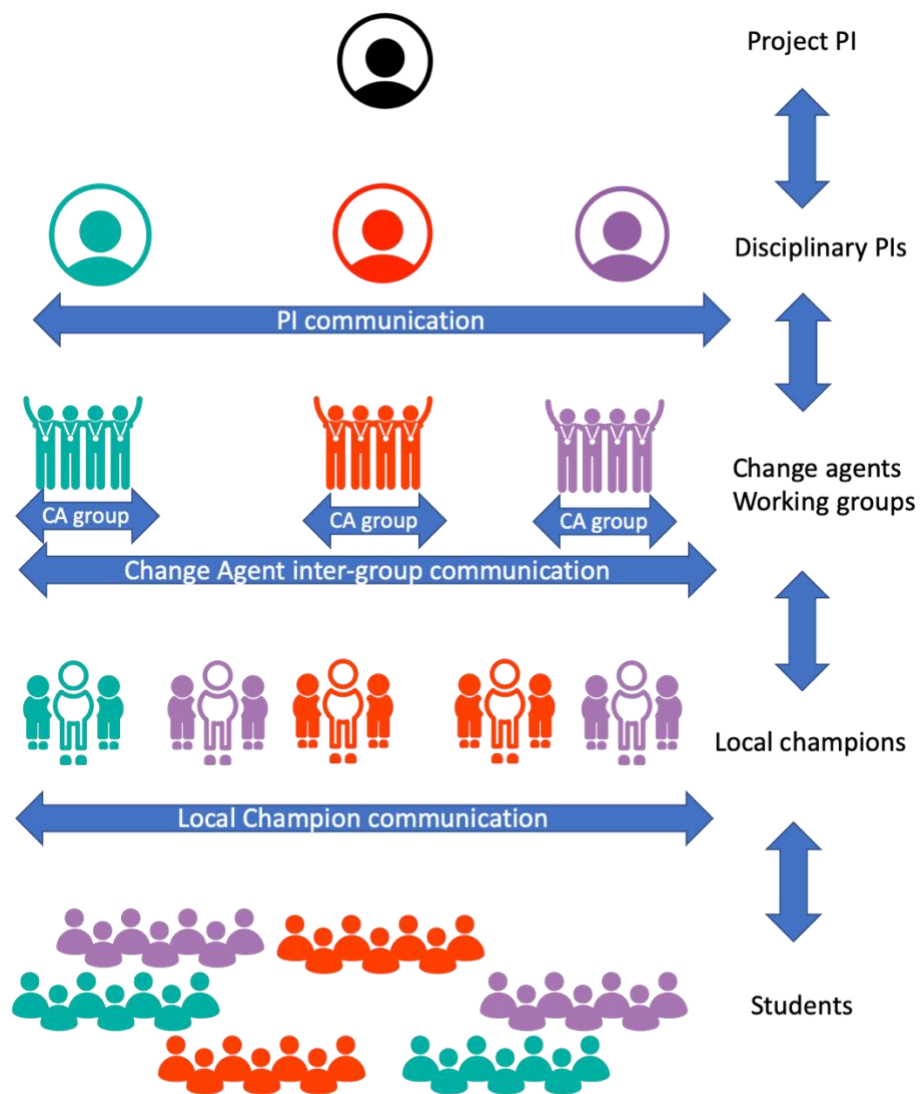 Project PI
Disciplinary PIs
PI communication
Change agents
Working groups
CA group
CA group
CA group
Change Agent inter-group communication
Local champions
Local Champion communication
Students